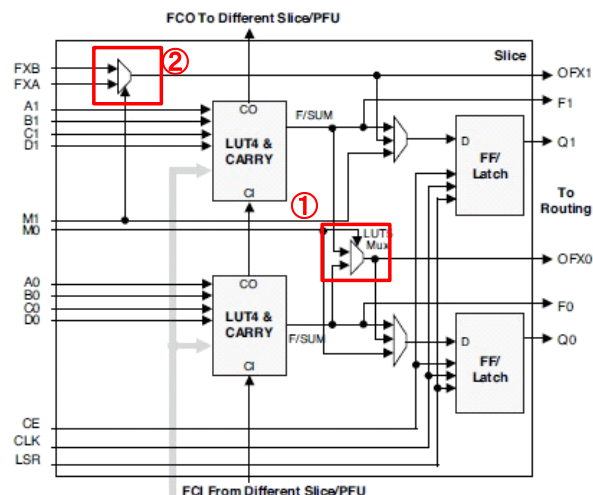 FCO To Different Slice/PFU
Slice
②
FXB
FXA
OFX1
A1
B1
C1
D1
CO
F/SUM
F1
LUT4 &
CARRY
D
FF/
Latch
Q1
CI
To
Routing
①
M1
M0
LUT5
Mux
OFX0
A0
B0
C0
D0
CO
F0
LUT4 &
CARRY
F/SUM
D
FF/
Latch
Q0
CI
CE
CLK
LSR
FCI From Different Slice/PFU